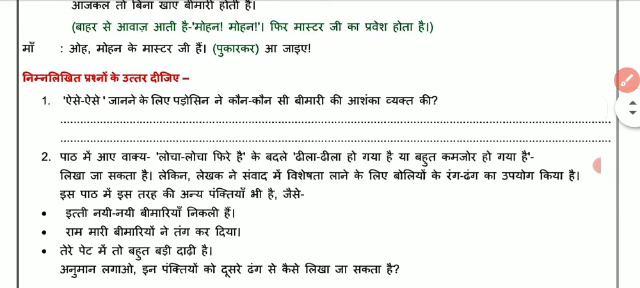 आजकल तो बिना खाए बीमारी होती है।
(बाहर से आवाज़ आती है-'मोहन! मोहन!'। फिर मास्टर जी का प्रवेश होता है।)
माँ : ओह, मोहन के मास्टर जी हैं। (पुकारकर) आ जाइए!
निम्नलिखित प्रश्नों के उत्तर दीजिए –
1. 'ऐसे-ऐसे ' जानने के लिए पड़ोसिन ने कौन-कौन सी बीमारी की आशंका व्यक्त की?
2. पाठ में आए वाक्य- 'लोचा-लोचा फिरे है' के बदले 'ढीला-ढीला हो गया है या बहुत कमजोर हो गया है'-
लिखा जा सकता है। लेकिन, लेखक ने संवाद में विशेषता लाने के लिए बोलियों के रंग-ढंग का उपयोग किया है।
इस पाठ में इस तरह की अन्य पंक्तियाँ भी है, जैसे-
• इत्ती नयी-नयी बीमारियाँ निकली हैं।
• राम मारी बीमारियों ने तंग कर दिया।
• तेरे पेट में तो बहुत बड़ी दाढ़ी है।
अनुमान लगाओ, इन पंक्तियों को दूसरे ढंग से कैसे लिखा जा सकता है?